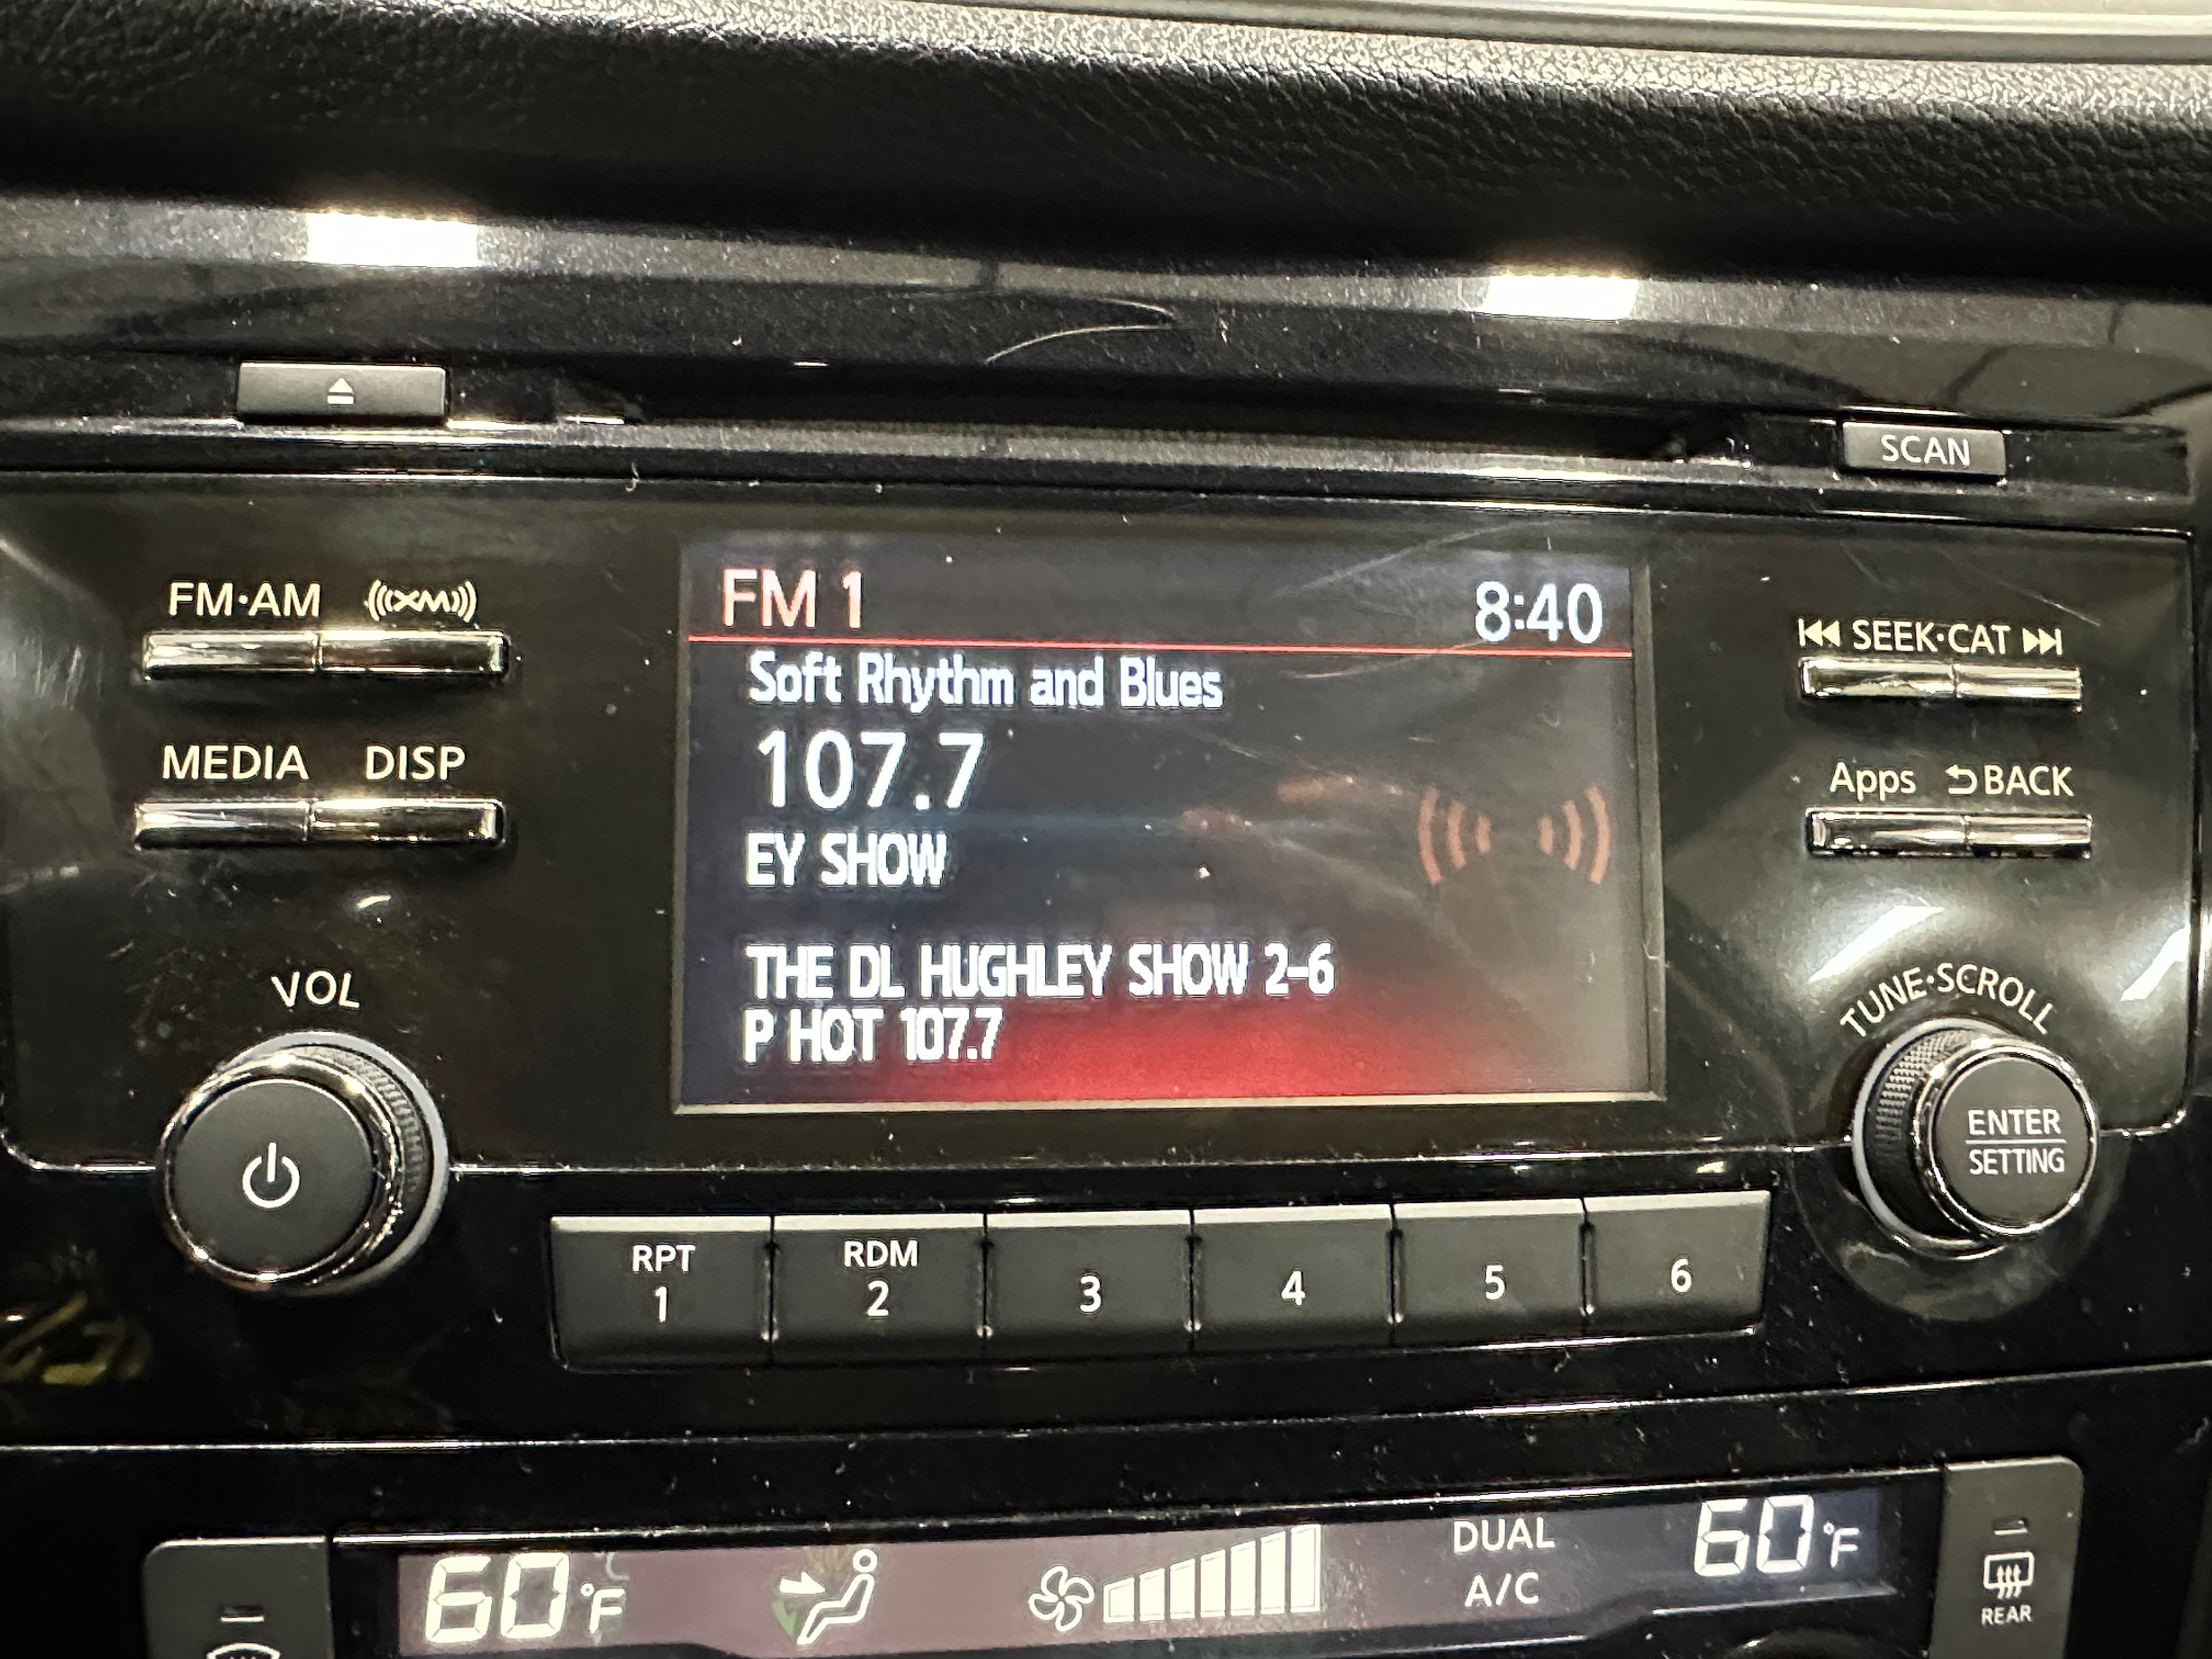 SCAN
FM·AM XM
FM 1 8:40
SEEK·CAT
Soft Rhythm and Blues
MEDIA DISP
107.7
Apps BACK
EY SHOW
THE DL HUGHLEY SHOW 2-6
P HOT 107.7
VOL
TUNE·SCROLL
ENTER
SETTING
RPT RDM
1 2 3 4 5 6
60°F DUAL 60°F
A/C
REAR